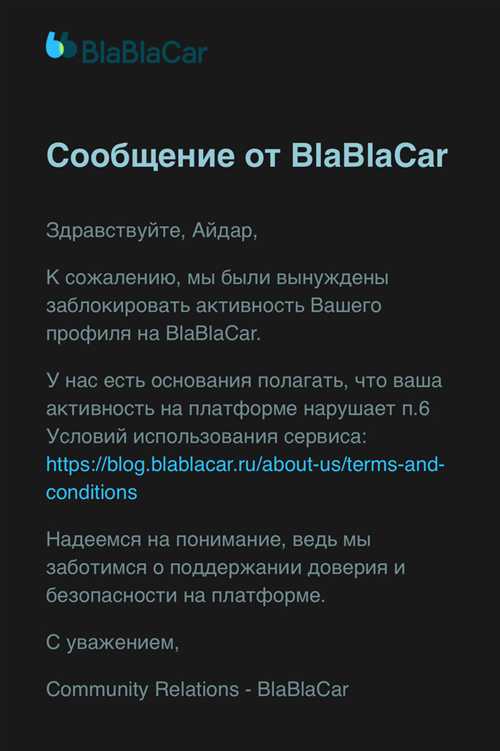 BlaBlaCar
Сообщение от BlaBlaCar
Здравствуйте, Айдар,
К сожалению, мы были вынуждены
заблокировать активность Вашего
профиля на BlaBlaCar.
У нас есть основания полагать, что ваша
активность на платформе нарушает п.6
Условий использования сервиса:
https://blog.blablacar.ru/about-us/terms-and-
conditions
Надеемся на понимание, ведь мы
заботимся о поддержании доверия и
безопасности на платформе.
С уважением,
Community Relations - BlaBlaCar